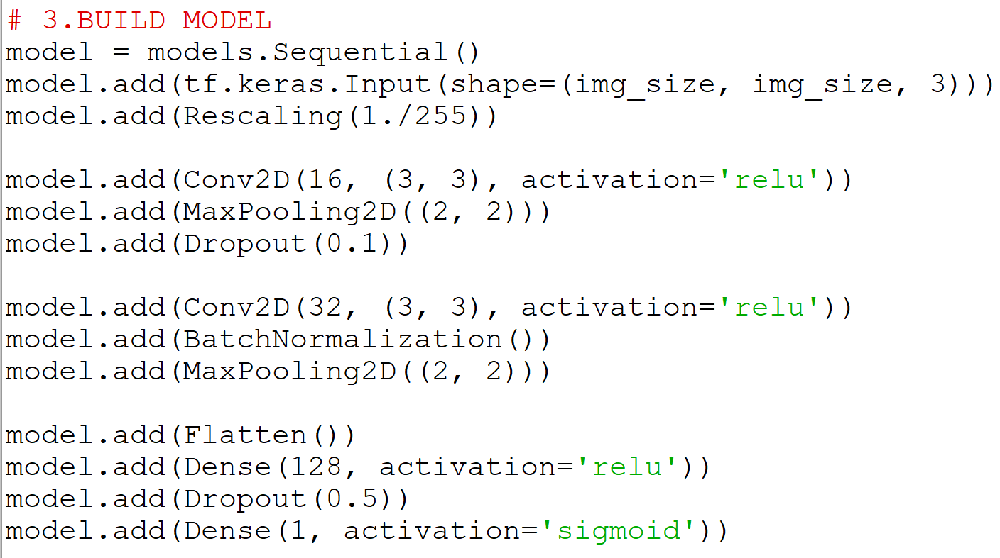 # 3.BUILD MODEL
model = models.Sequential()
model.add(tf.keras.Input(shape=(img_size, img_size, 3)))
model.add(Rescaling(1./255))
model.add(Conv2D(16, (3, 3), activation='relu'))
model.add(MaxPooling2D((2, 2)))
model.add(Dropout(0.1))
model.add(Conv2D(32, (3, 3), activation='relu'))
model.add(BatchNormalization())
model.add(MaxPooling2D((2, 2)))
model.add(Flatten())
model.add(Dense(128, activation='relu'))
model.add(Dropout(0.5))
model.add(Dense(1, activation='sigmoid'))